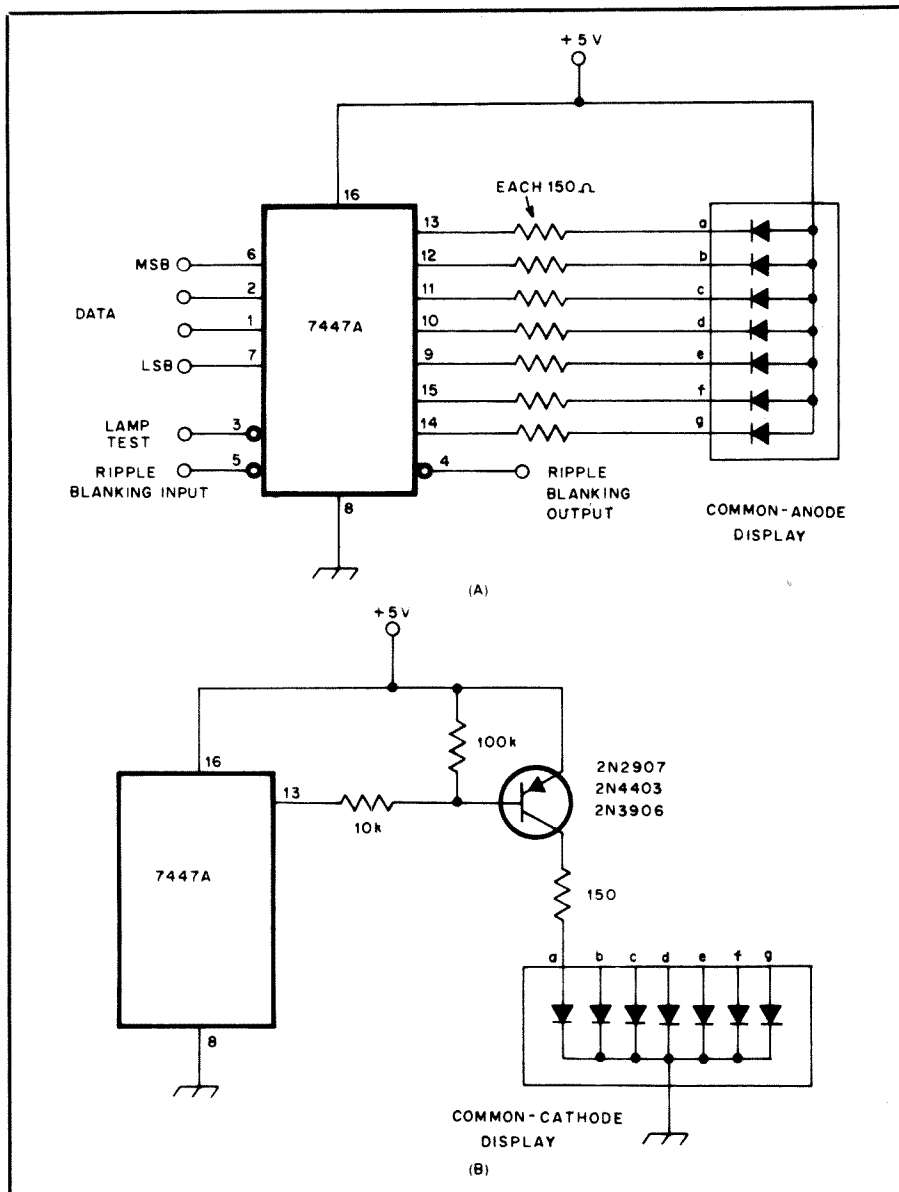 +5V
16
EACH 150Ω
13
a
12
b
MSB
6
11
c
2
10
d
DATA
1
7447A
9
e
LSB
7
15
f
14
g
LAMP
TEST
3
4
RIPPLE
BLANKING INPUT
5
RIPPLE
BLANKING
OUTPUT
8
COMMON-ANODE
DISPLAY
(A)
+5V
16
100k
13
10k
2N2907
2N4403
2N3906
7447A
150
a b c d e f g
8
COMMON-CATHODE
DISPLAY
(B)